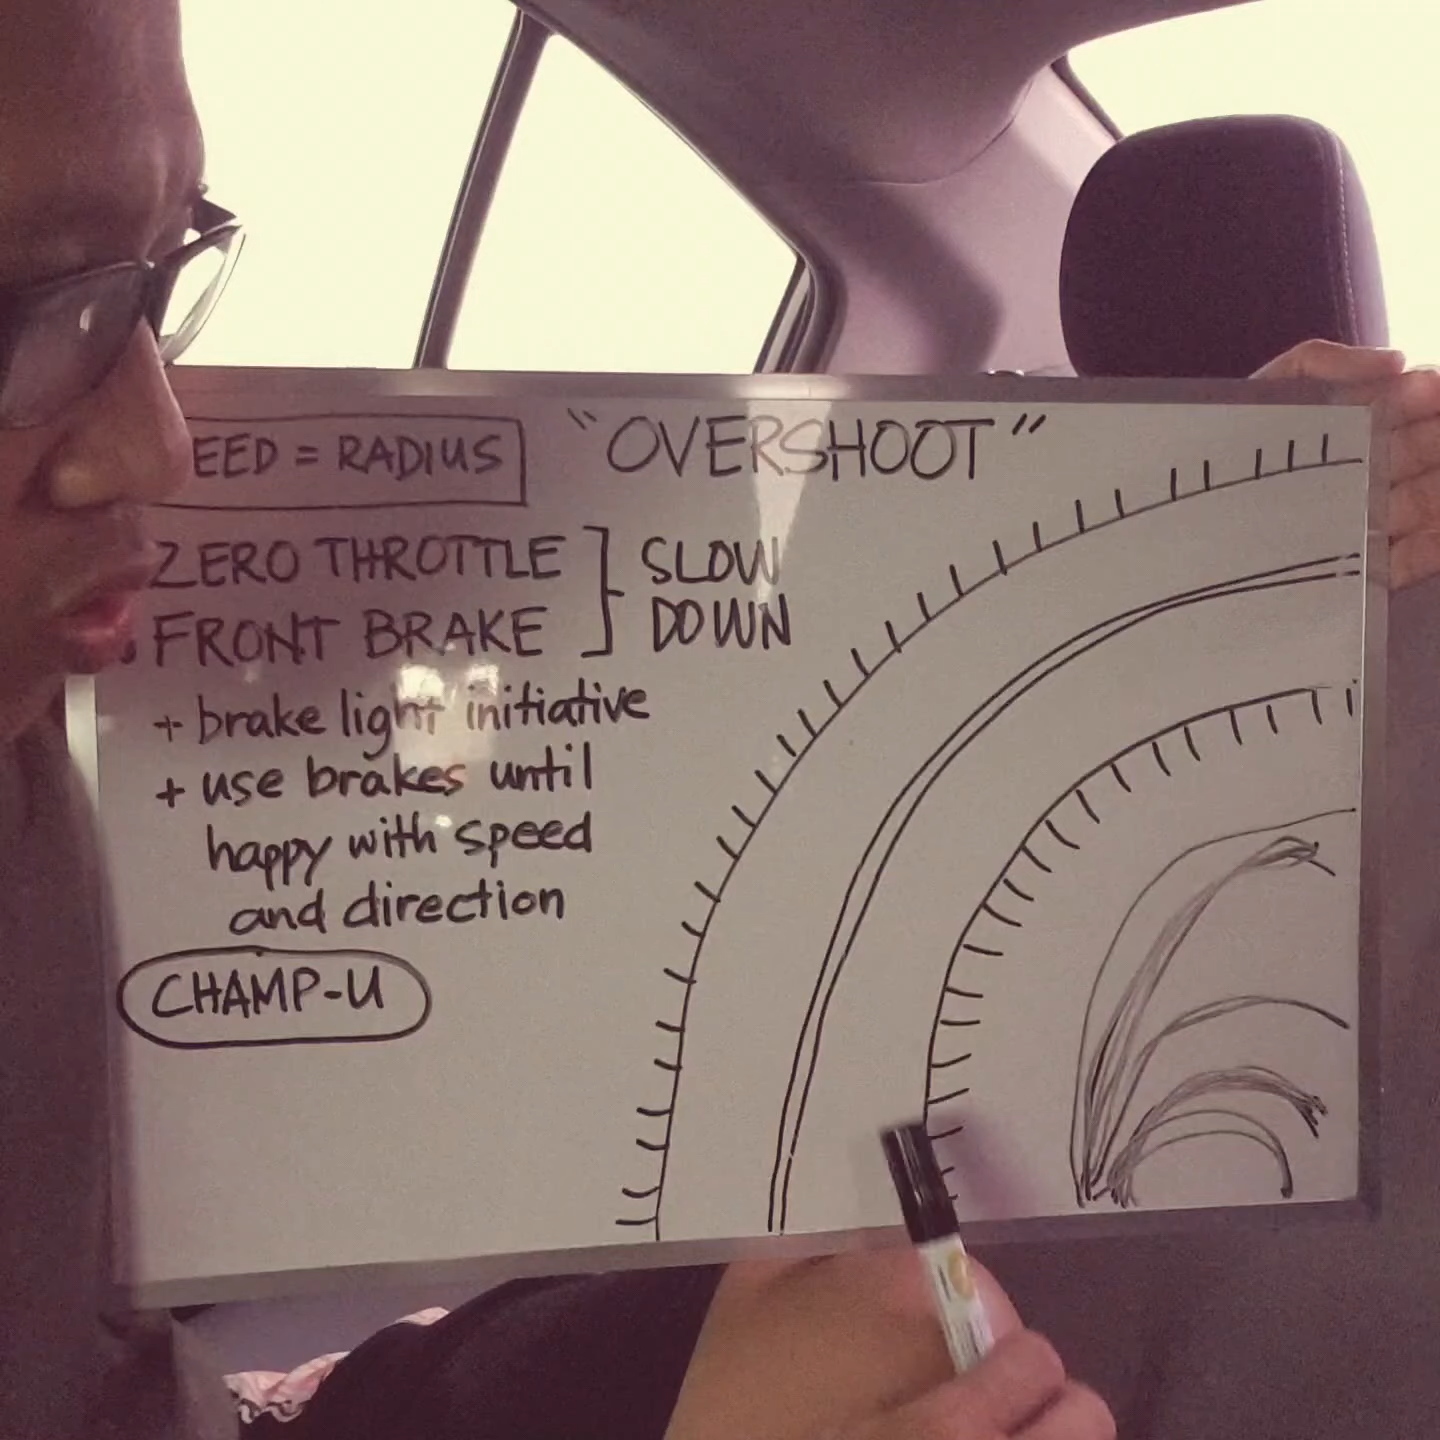 EED = RADIUS
"OVERSHOOT"
ZERO THROTTLE
FRONT BRAKE
SLOW
DOWN
+ brake light initiative
+ use brakes until
happy with speed
and direction
CHAMP-U